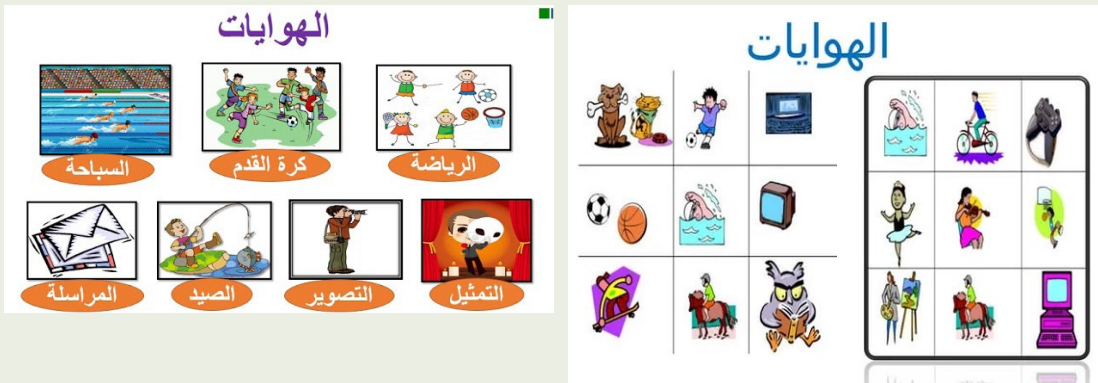 الهوايات
الرياضة
كرة القدم
السباحة
التمثيل
التصوير
الصيد
المراسلة
الهوايات